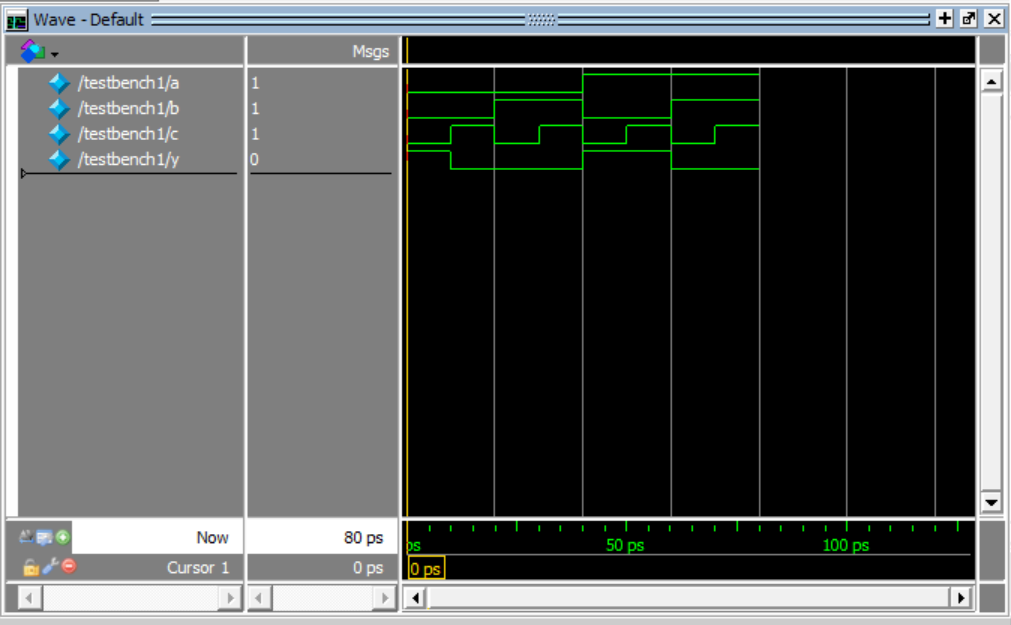 Wave - Default
Msgs
/testbench1/a 1
/testbench1/b 1
/testbench1/c 1
/testbench1/y 0
Now 80 ps ps 50 ps 100 ps
Cursor 1 0 ps 0 ps